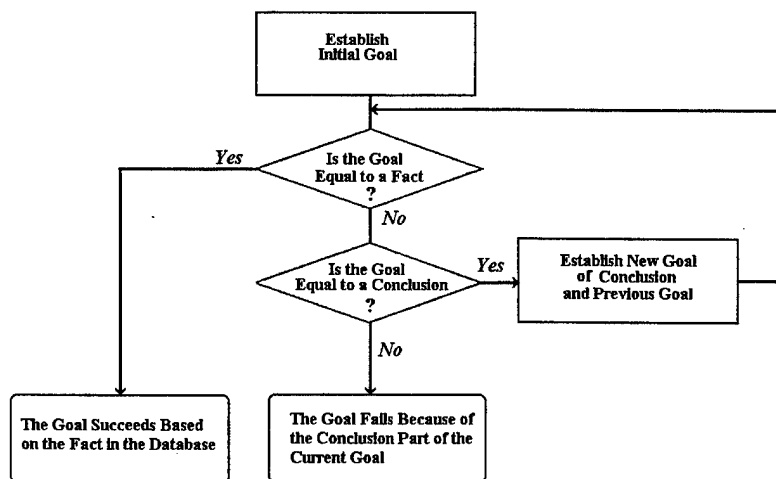 Establish
Initial Goal
Yes
Is the Goal
Equal to a Fact
?
No
Is the Goal
Equal to a Conclusion
?
Yes
Establish New Goal
of Conclusion
and Previous Goal
No
The Goal Succeeds Based
on the Fact in the Database
The Goal Fails Because of
the Conclusion Part of the
Current Goal